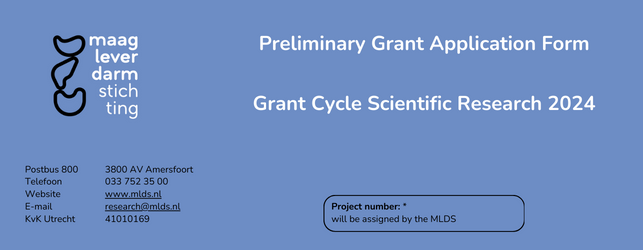 maag
lever
darm
stich
ting
Preliminary Grant Application Form
Grant Cycle Scientific Research 2024
Postbus 800 3800 AV Amersfoort
Telefoon 033 752 35 00
Website www.mlds.nl
E-mail research@mlds.nl
KvK Utrecht 41010169
Project number: *
will be assigned by the MLDS